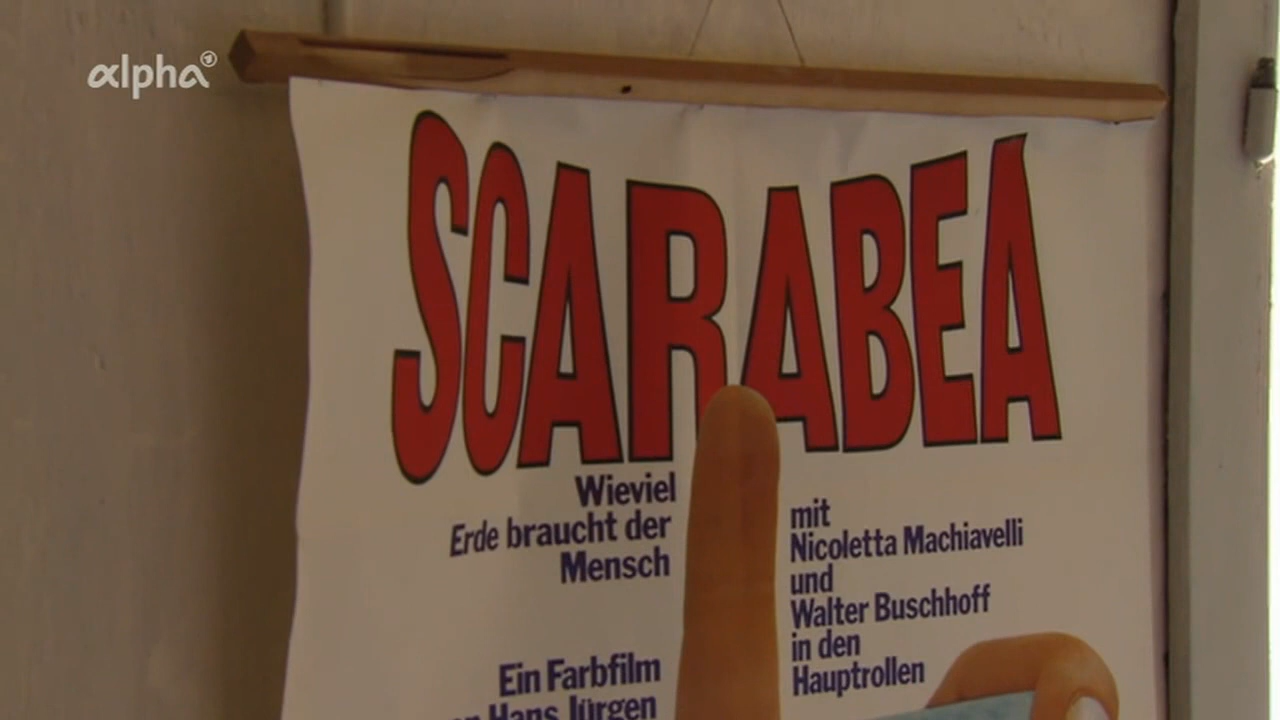 alpha
SCARABEA
Wieviel
Erde braucht der
Mensch
mit
Nicoletta Machiavelli
und
Walter Buschhoff
in den
Hauptrollen
Ein Farbfilm
Hans Jürgen